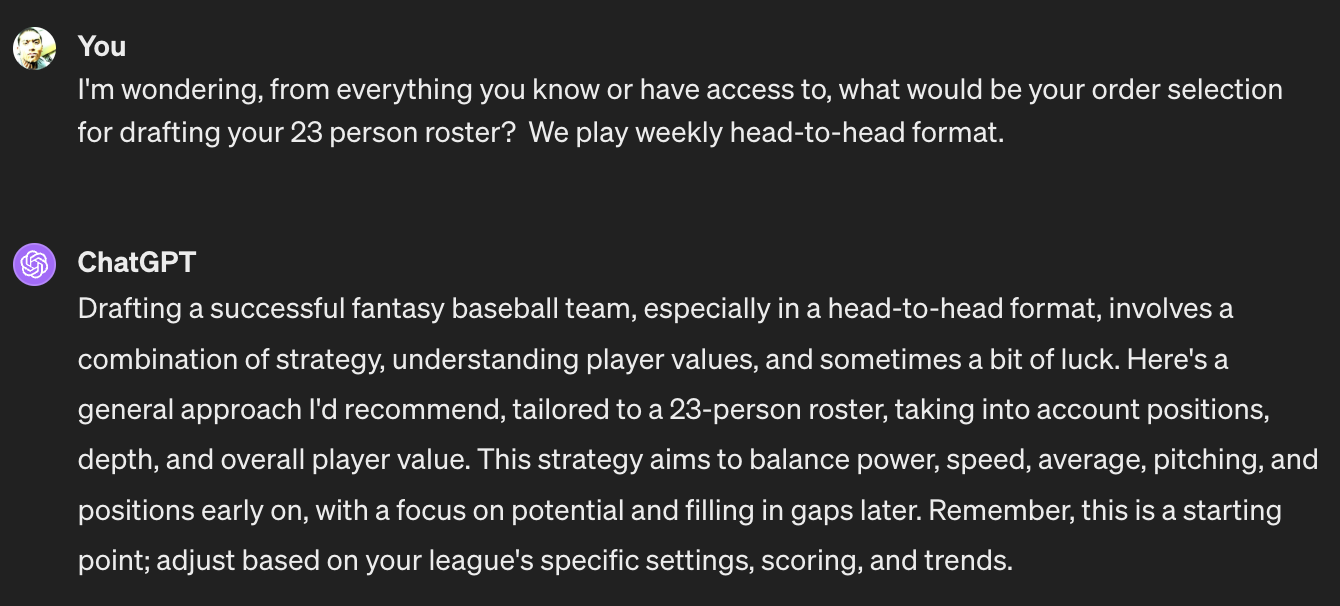 You
I'm wondering, from everything you know or have access to, what would be your order selection
for drafting your 23 person roster?  We play weekly head-to-head format.
ChatGPT
Drafting a successful fantasy baseball team, especially in a head-to-head format, involves a
combination of strategy, understanding player values, and sometimes a bit of luck. Here's a
general approach I'd recommend, tailored to a 23-person roster, taking into account positions,
depth, and overall player value. This strategy aims to balance power, speed, average, pitching, and
positions early on, with a focus on potential and filling in gaps later. Remember, this is a starting
point; adjust based on your league's specific settings, scoring, and trends.